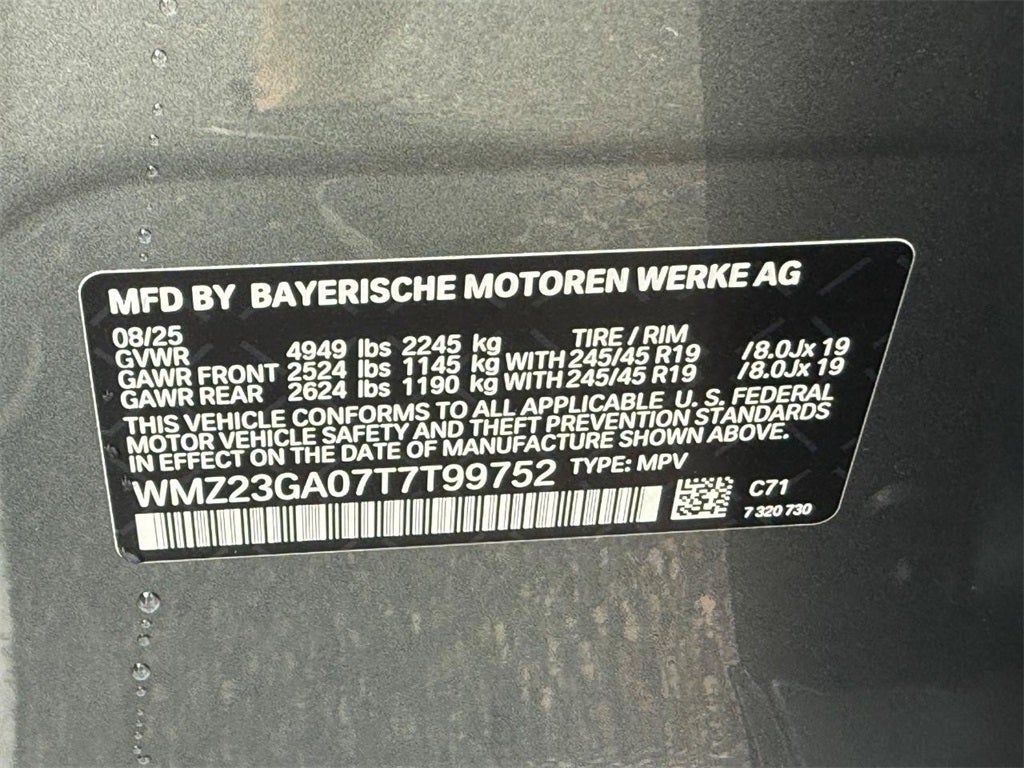 MFD BY BAYERISCHE MOTOREN WERKE AG
08/25 TIRE / RIM
GVWR 4949 lbs 2245 kg
GAWR FRONT 2524 lbs 1145 kg WITH 245/45 R19 /8.0Jx 19
GAWR REAR 2624 lbs 1190 kg WITH 245/45 R19 /8.0Jx 19
THIS VEHICLE CONFORMS TO ALL APPLICABLE U. S. FEDERAL
MOTOR VEHICLE SAFETY AND THEFT PREVENTION STANDARDS
IN EFFECT ON THE DATE OF MANUFACTURE SHOWN ABOVE.
WMZ23GA07T7T99752 TYPE: MPV
C71
7 320 730